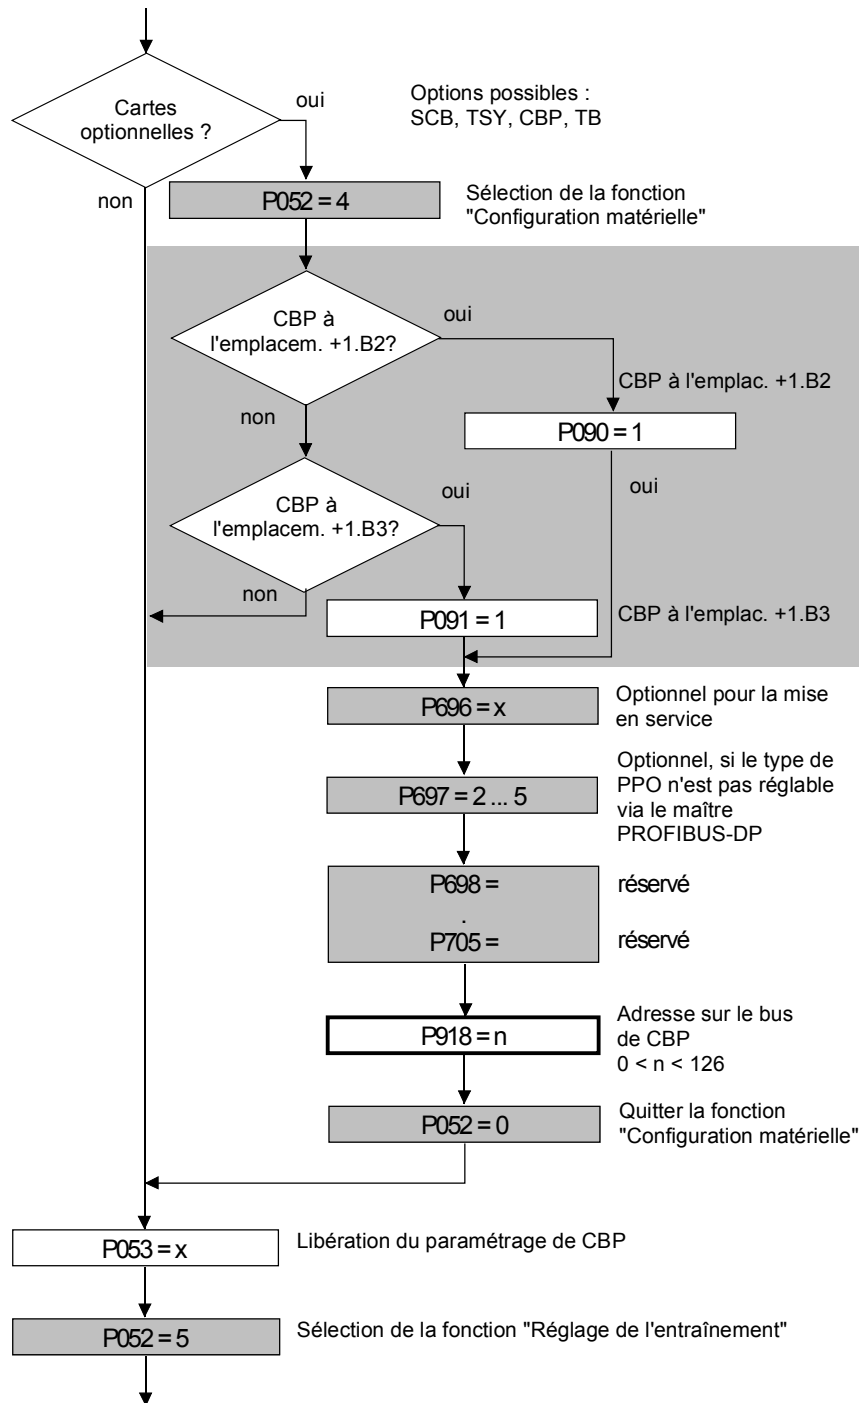 Cartes
optionnelles ?
oui
Options possibles :
SCB, TSY, CBP, TB
non
P052 = 4
Sélection de la fonction
"Configuration matérielle"
CBP à
l'emplacem. +1.B2?
oui
CBP à l'emplac. +1.B2
non
P090 = 1
CBP à
l'emplacem. +1.B3?
oui
oui
non
P091 = 1
CBP à l'emplac. +1.B3
P696 = x
Optionnel pour la mise
en service
P697 = 2 ... 5
Optionnel, si le type de
PPO n'est pas réglable
via le maître
PROFIBUS-DP
P698 =
réservé
.
P705 =
réservé
P918 = n
Adresse sur le bus
de CBP
0 < n < 126
P052 = 0
Quitter la fonction
"Configuration matérielle"
P053 = x
Libération du paramétrage de CBP
P052 = 5
Sélection de la fonction "Réglage de l'entraînement"